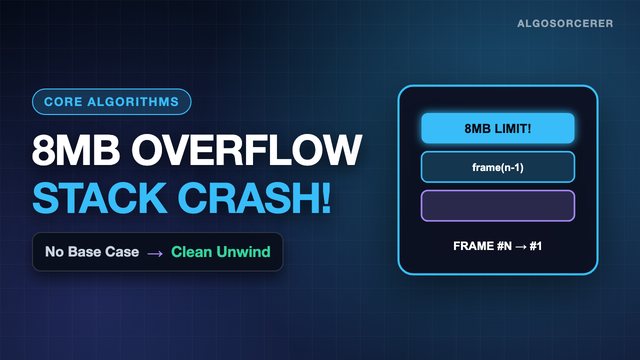 ALGOSORCERER
CORE ALGORITHMS
8MB OVERFLOW
STACK CRASH!
No Base Case → Clean Unwind
8MB LIMIT!
frame(n-1)
FRAME #N → #1